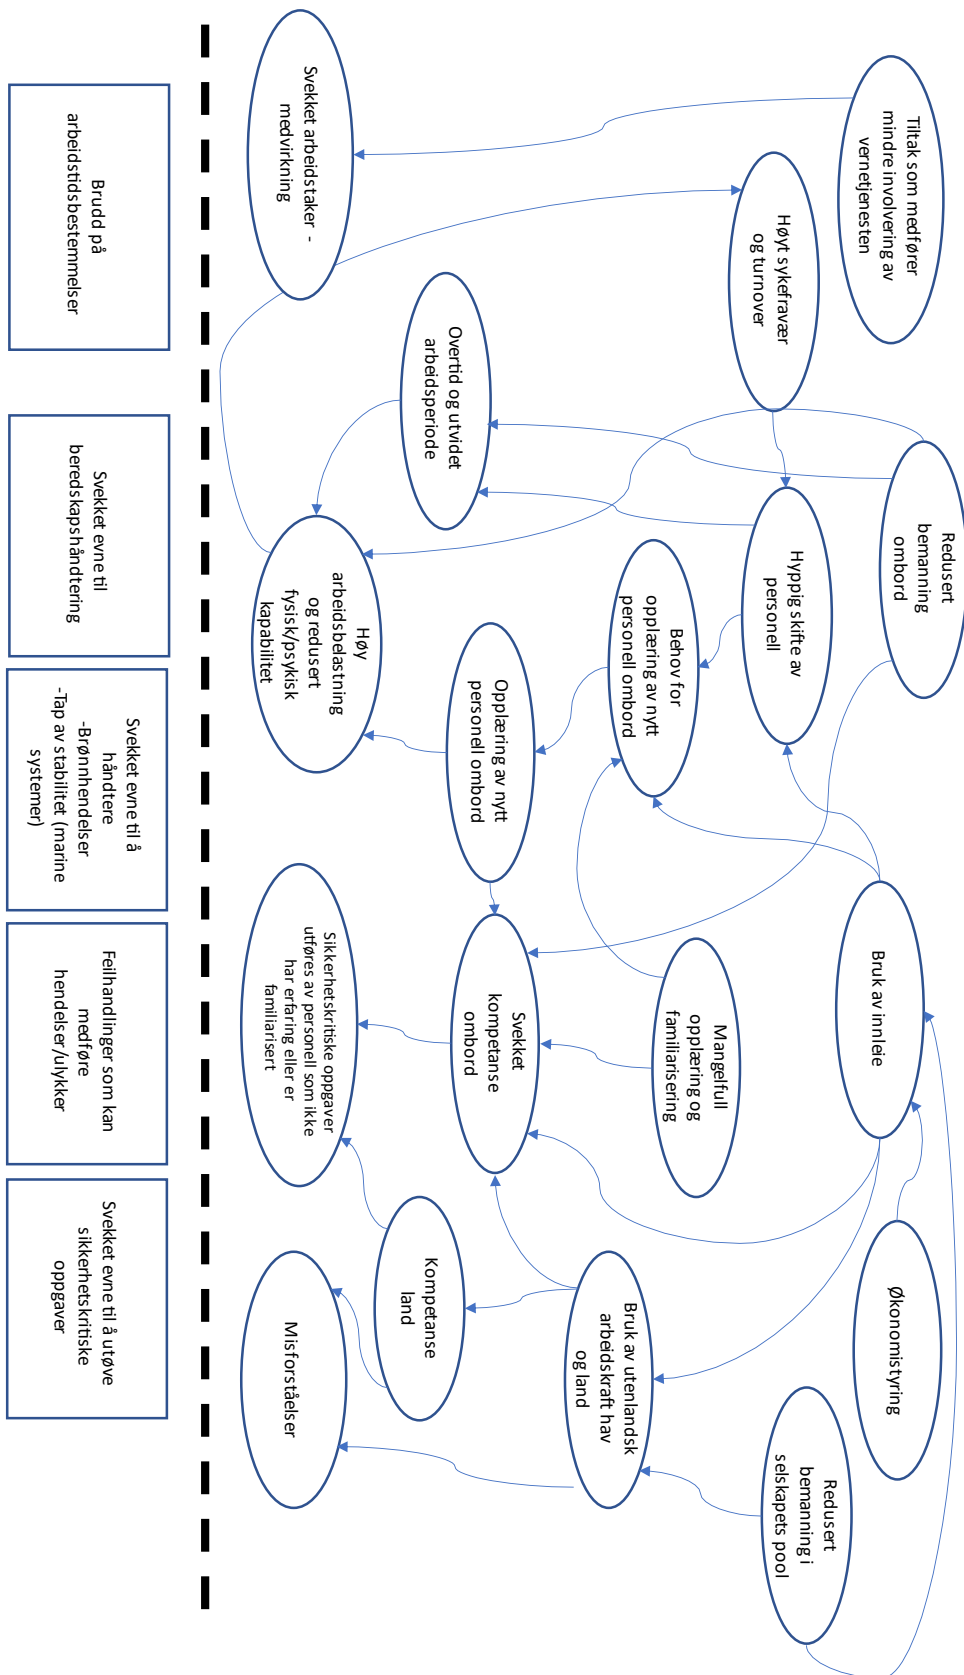 Tiltak som medfører
mindre involvering av
vernetjenesten
Redusert
bemanning
ombord
Bruk av innleie
Økonomistyring
Redusert
bemanning i
selskapets pool
Høyt sykefravær
og turnover
Hyppig skifte av
personell
Mangelfull
opplæring og
familiarisering
Behov for
opplæring av nytt
personell ombord
Bruk av utenlandsk
arbeidskraft hav
og land
Overtid og utvidet
arbeidsperiode
Opplæring av nytt
personell ombord
Svekket
kompetanse
ombord
Kompetanse
land
Svekket arbeidstaker -
medvirkning
Høy
arbeidsbelastning
og redusert
fysisk/psykisk
kapabilitet
Sikkerhetskritiske oppgaver
utføres av personell som ikke
har erfaring eller er
familiarisert
Misforståelser
Brudd på
arbeidstidsbestemmelser
Svekket evne til
beredskapshåndtering
Svekket evne til å
håndtere
-Brønnhendelser
-Tap av stabilitet (marine
systemer)
Feilhandlinger som kan
medføre
hendelser/ulykker
Svekket evne til å utøve
sikkerhetskritiske
oppgaver